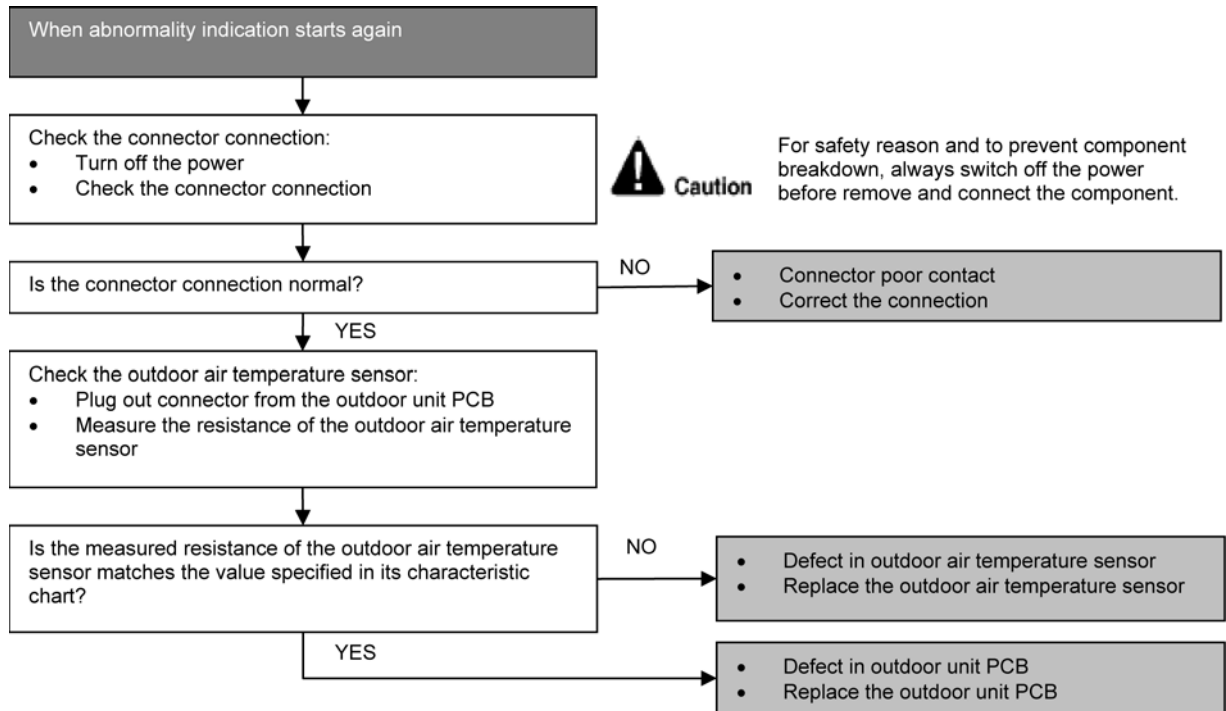 When abnormality indication starts again
Check the connector connection:
• Turn off the power
• Check the connector connection
Caution
For safety reason and to prevent component
breakdown, always switch off the power
before remove and connect the component.
Is the connector connection normal?
NO
• Connector poor contact
• Correct the connection
YES
Check the outdoor air temperature sensor:
• Plug out connector from the outdoor unit PCB
• Measure the resistance of the outdoor air temperature
sensor
Is the measured resistance of the outdoor air temperature
sensor matches the value specified in its characteristic
chart?
NO
• Defect in outdoor air temperature sensor
• Replace the outdoor air temperature sensor
YES
• Defect in outdoor unit PCB
• Replace the outdoor unit PCB